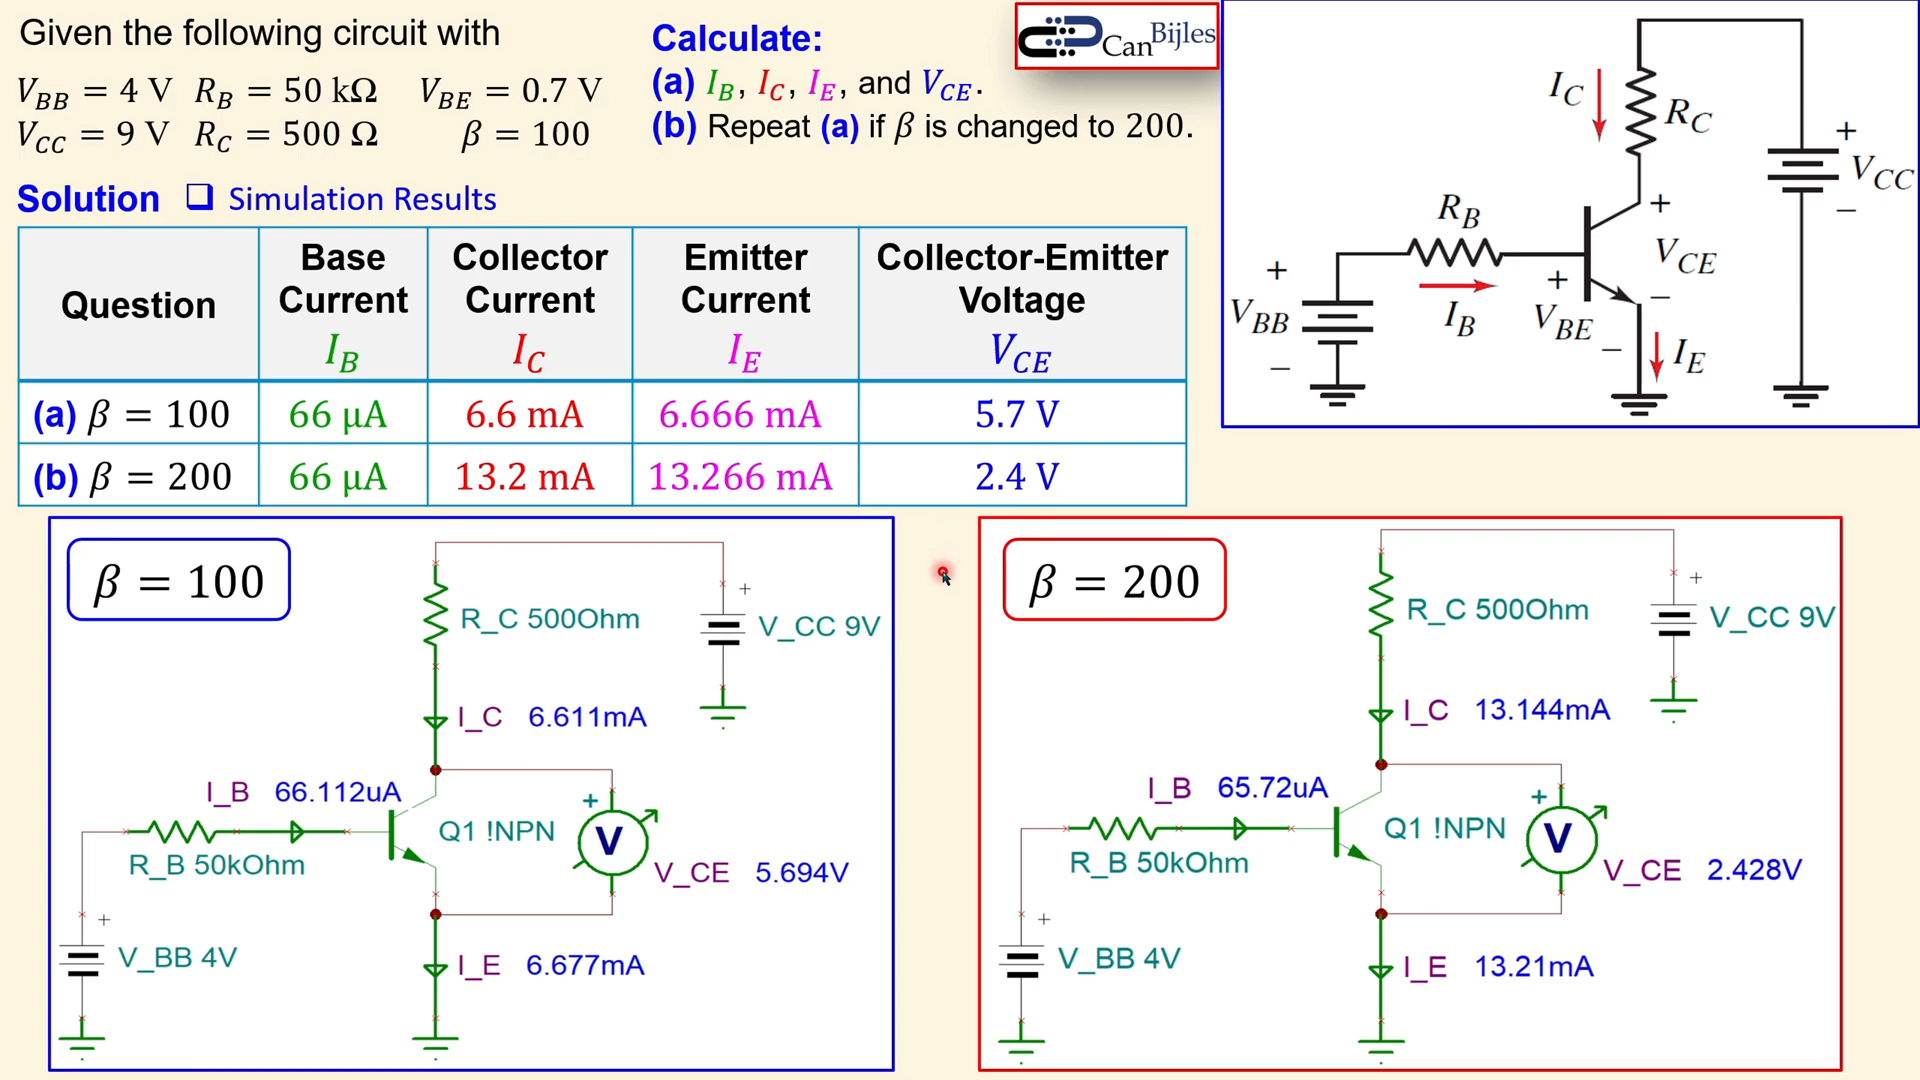 Given the following circuit with
V_BB = 4 V R_B = 50 kΩ V_BE = 0.7 V
V_CC = 9 V R_C = 500 Ω β = 100
Calculate:
(a) I_B, I_C, I_E, and V_CE.
(b) Repeat (a) if β is changed to 200.
CanBijles
Solution ❑ Simulation Results
Question
Base Current I_B
Collector Current I_C
Emitter Current I_E
Collector-Emitter Voltage V_CE
(a) β = 100 66 μA 6.6 mA 6.666 mA 5.7 V
(b) β = 200 66 μA 13.2 mA 13.266 mA 2.4 V
I_C
R_C
+
V_CC
−
+
V_CE
−
R_B
I_B
+
V_BB
−
+
V_BE
−
I_E
β = 100
R_C 500Ohm
+
V_CC 9V
I_C 6.611mA
I_B 66.112uA
Q1 !NPN
+
V
R_B 50kOhm
V_CE 5.694V
+
V_BB 4V
I_E 6.677mA
β = 200
R_C 500Ohm
+
V_CC 9V
I_C 13.144mA
I_B 65.72uA
Q1 !NPN
+
V
R_B 50kOhm
V_CE 2.428V
+
V_BB 4V
I_E 13.21mA